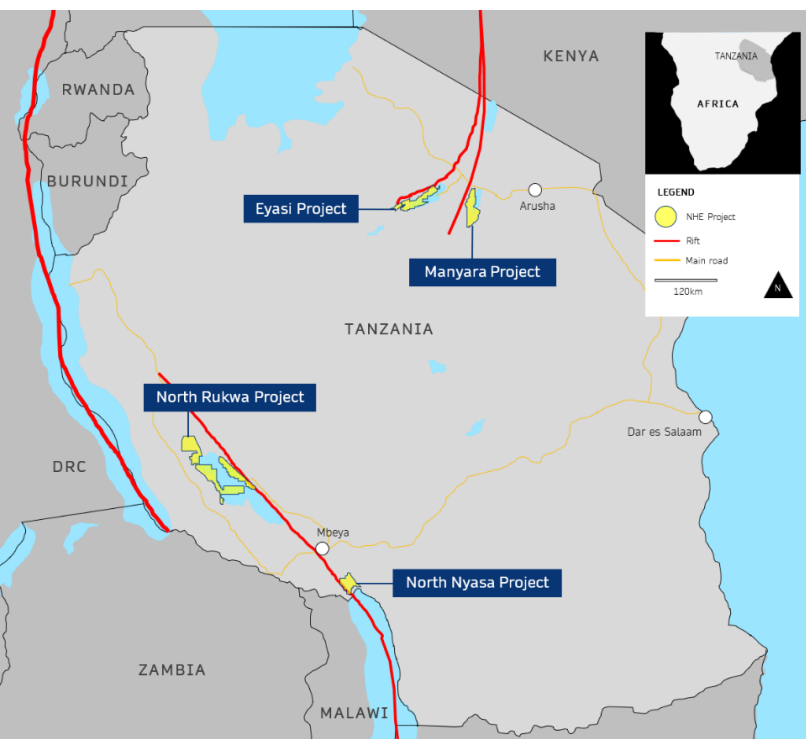 KENYA
TANZANIA
AFRICA
RWANDA
BURUNDI
LEGEND
NHE Project
Rift
Main road
120km
N
Eyasi Project
Arusha
Manyara Project
TANZANIA
North Rukwa Project
Dar es Salaam
DRC
Mbeya
North Nyasa Project
ZAMBIA
MALAWI